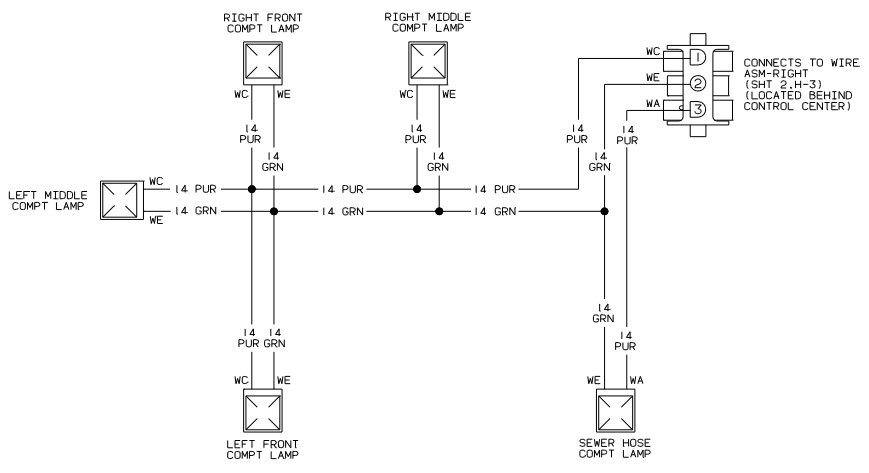 RIGHT FRONT
COMPT LAMP
RIGHT MIDDLE
COMPT LAMP
WC WE
WC WE
WC 1
WE 2
WA 3
CONNECTS TO WIRE
ASM-RIGHT
(SHT 2.H-3)
(LOCATED BEHIND
CONTROL CENTER)
14
PUR
14
PUR
14
PUR
14
PUR
14
GRN
14
GRN
14
GRN
LEFT MIDDLE
COMPT LAMP
WC
14 PUR
14 PUR
14 PUR
14 GRN
14 GRN
14 GRN
WE
14
GRN
14
PUR
14
GRN
14
PUR
WC WE
WE WA
LEFT FRONT
COMPT LAMP
SEWER HOSE
COMPT LAMP